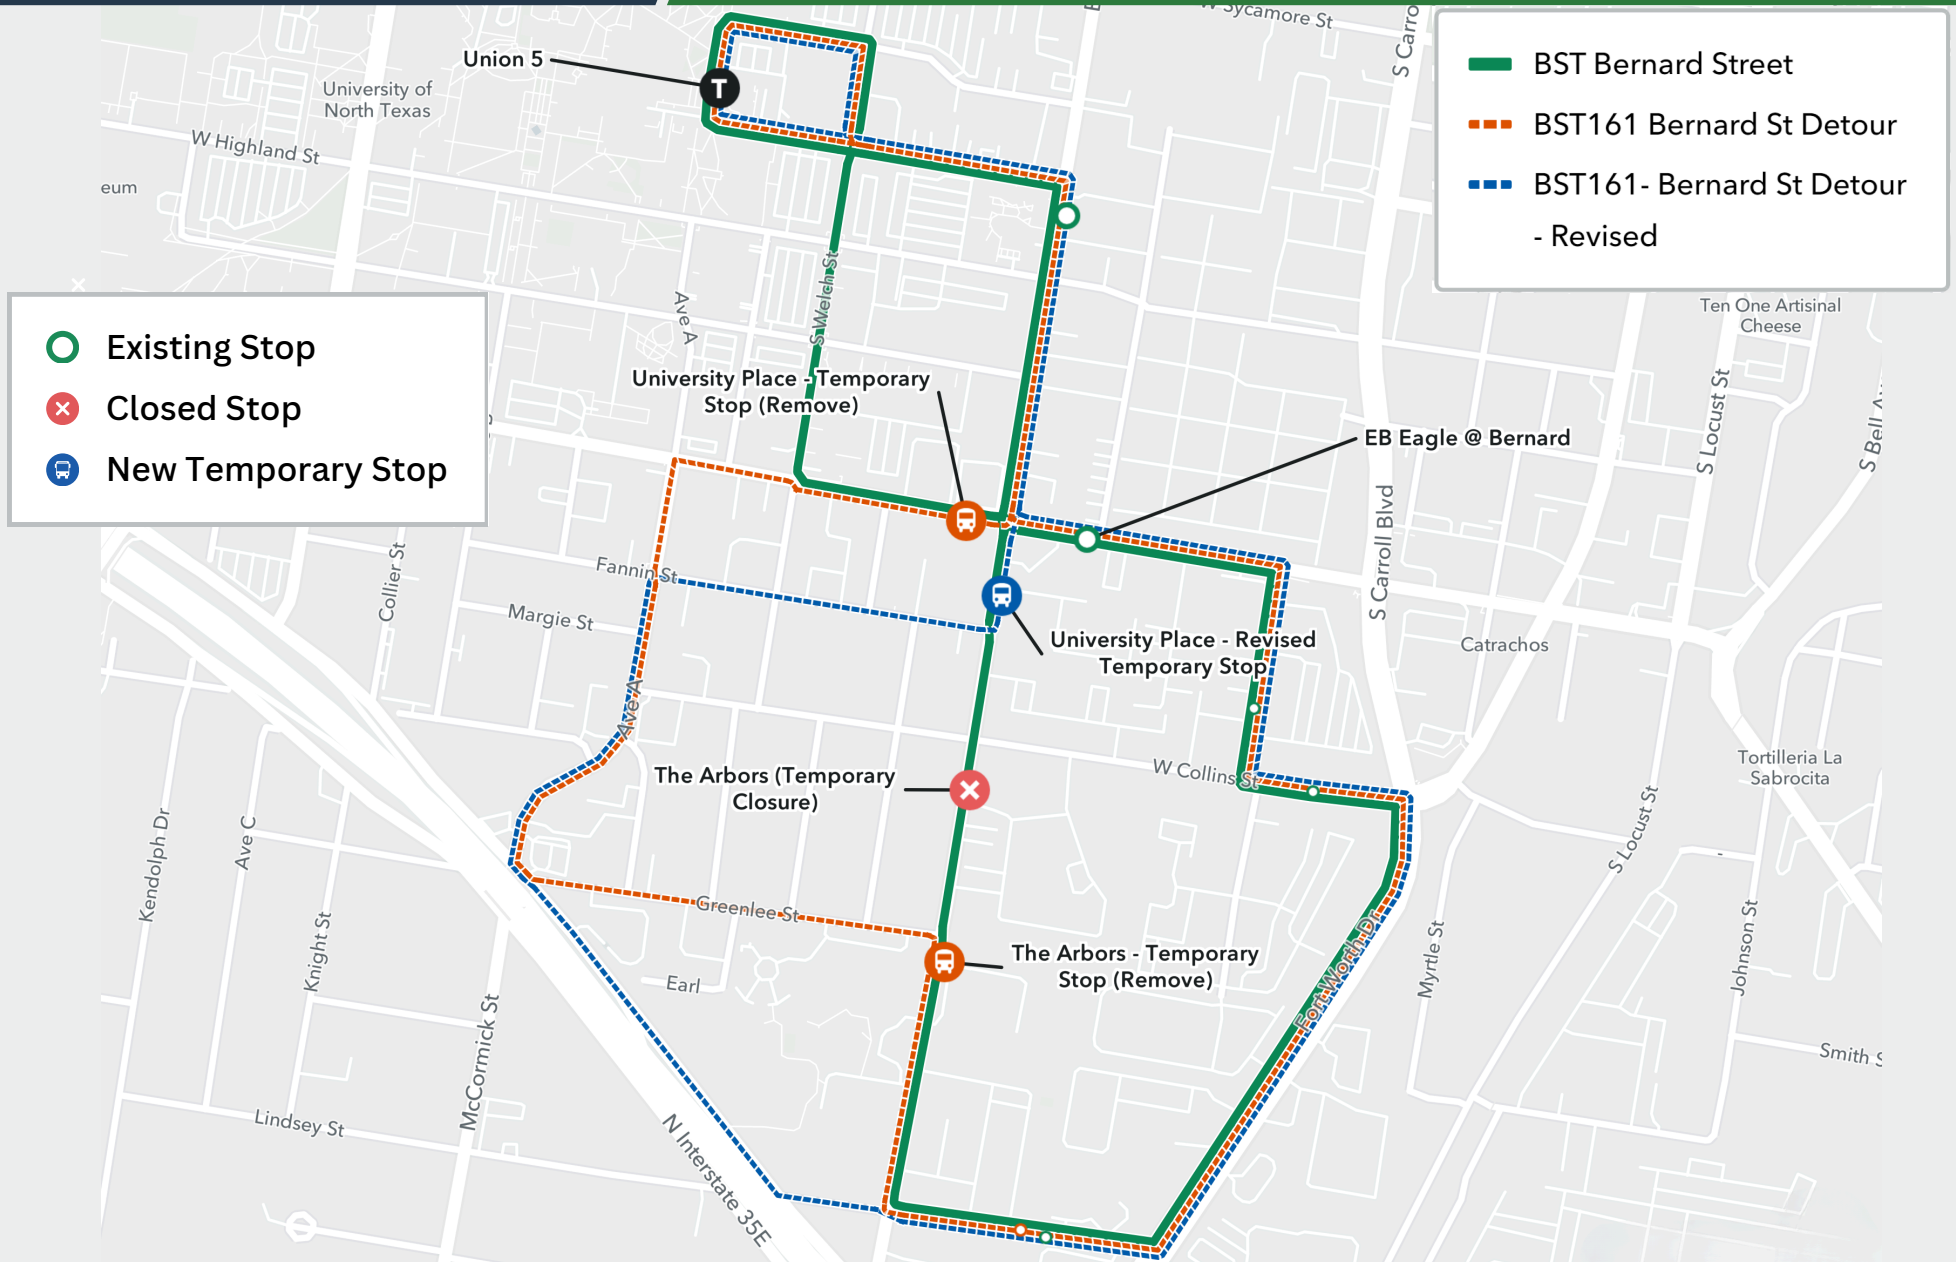 W Sycamore St
S Carro
Union 5
T
University of
North Texas
W Highland St
eum
BST Bernard Street
BST161 Bernard St Detour
BST161- Bernard St Detour
- Revised
Existing Stop
Closed Stop
New Temporary Stop
Ave A
S Welch St
University Place - Temporary
Stop (Remove)
EB Eagle @ Bernard
Ten One Artisinal
Cheese
S Locust St
S Bell Av
S Carroll Blvd
Collier St
Fannin St
Margie St
University Place - Revised
Temporary Stop
Catrachos
Ave A
The Arbors (Temporary
Closure)
W Collins St
Tortilleria La
Sabrocita
Kendolph Dr
Ave C
S Locust St
Greenlee St
Knight St
Earl
The Arbors - Temporary
Stop (Remove)
Fort Worth Dr
Myrtle St
Johnson St
McCormick St
Smith S
Lindsey St
N Interstate 35E